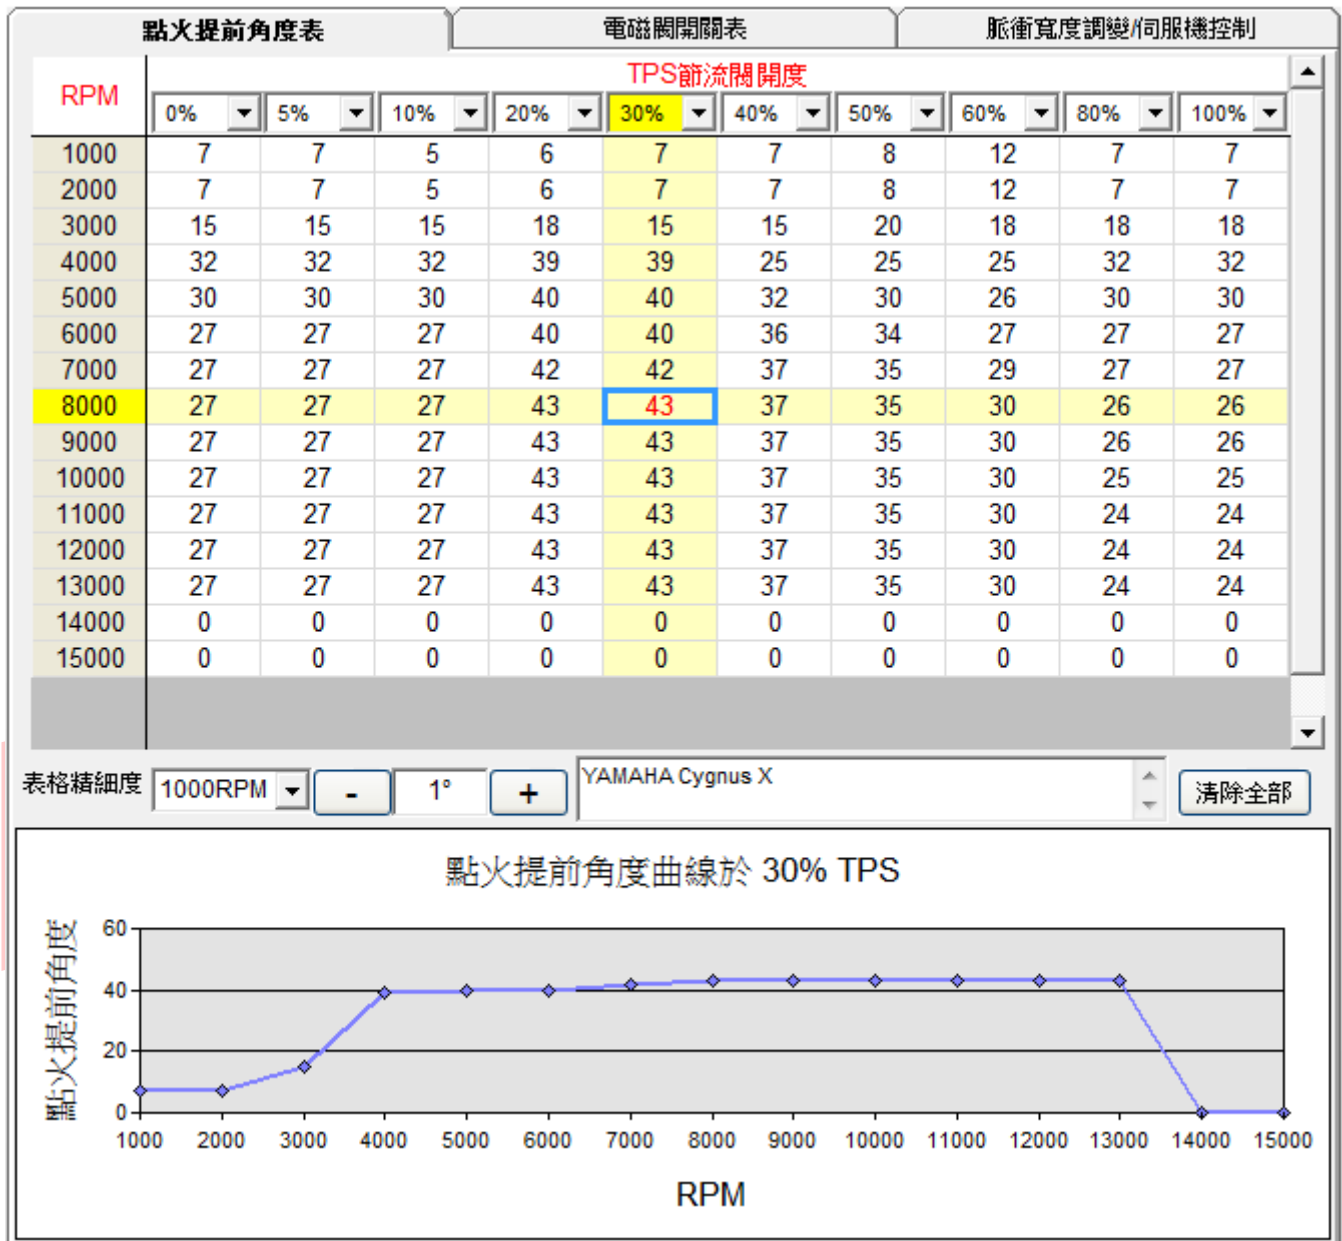 點火提前角度表 電磁閥開關表 脈衝寬度調變/伺服機控制
RPM TPS節流閥開度
0% 5% 10% 20% 30% 40% 50% 60% 80% 100%
1000 7 7 5 6 7 7 8 12 7 7
2000 7 7 5 6 7 7 8 12 7 7
3000 15 15 15 18 15 15 20 18 18 18
4000 32 32 32 39 39 25 25 25 32 32
5000 30 30 30 40 40 32 30 26 30 30
6000 27 27 27 40 40 36 34 27 27 27
7000 27 27 27 42 42 37 35 29 27 27
8000 27 27 27 43 43 37 35 30 26 26
9000 27 27 27 43 43 37 35 30 26 26
10000 27 27 27 43 43 37 35 30 25 25
11000 27 27 27 43 43 37 35 30 24 24
12000 27 27 27 43 43 37 35 30 24 24
13000 27 27 27 43 43 37 35 30 24 24
14000 0 0 0 0 0 0 0 0 0 0
15000 0 0 0 0 0 0 0 0 0 0
表格精細度 1000RPM - 1° + YAMAHA Cygnus X 清除全部
點火提前角度曲線於 30% TPS
點火提前角度
60
40
20
0
1000 2000 3000 4000 5000 6000 7000 8000 9000 10000 11000 12000 13000 14000 15000
RPM